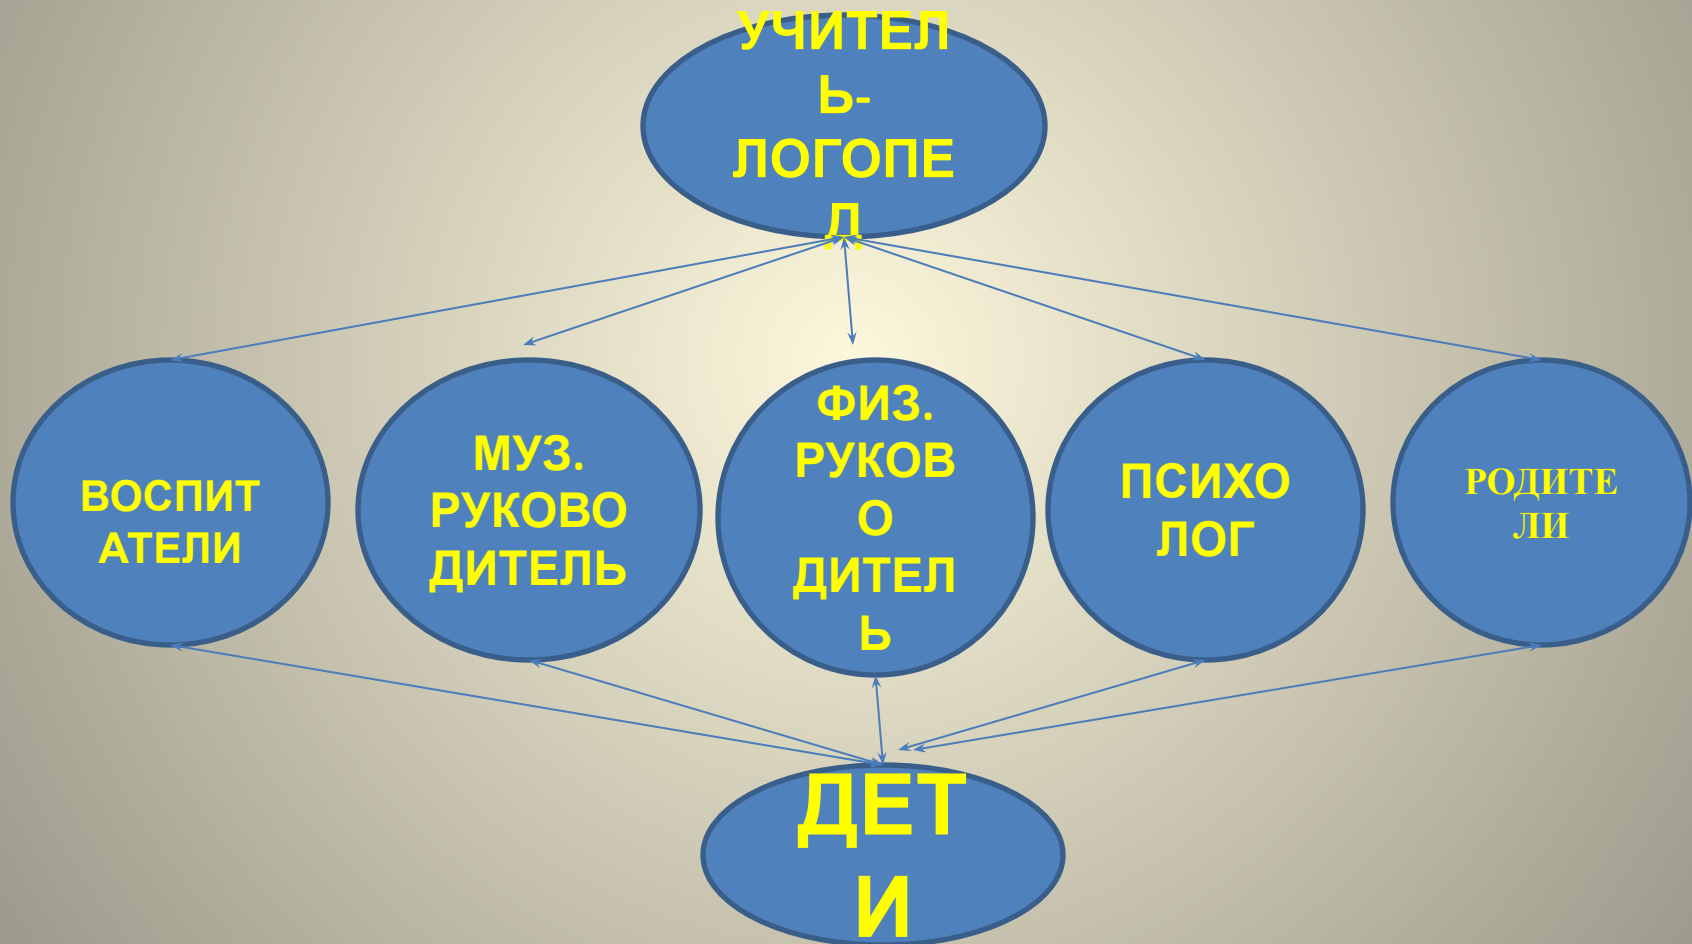 УЧИТЕЛ
Ь-
ЛОГОПЕ
Д
ВОСПИТ
АТЕЛИ
МУЗ.
РУКОВО
ДИТЕЛЬ
ФИЗ.
РУКОВ
О
ДИТЕЛ
Ь
ПСИХО
ЛОГ
РОДИТЕ
ЛИ
ДЕТ
И